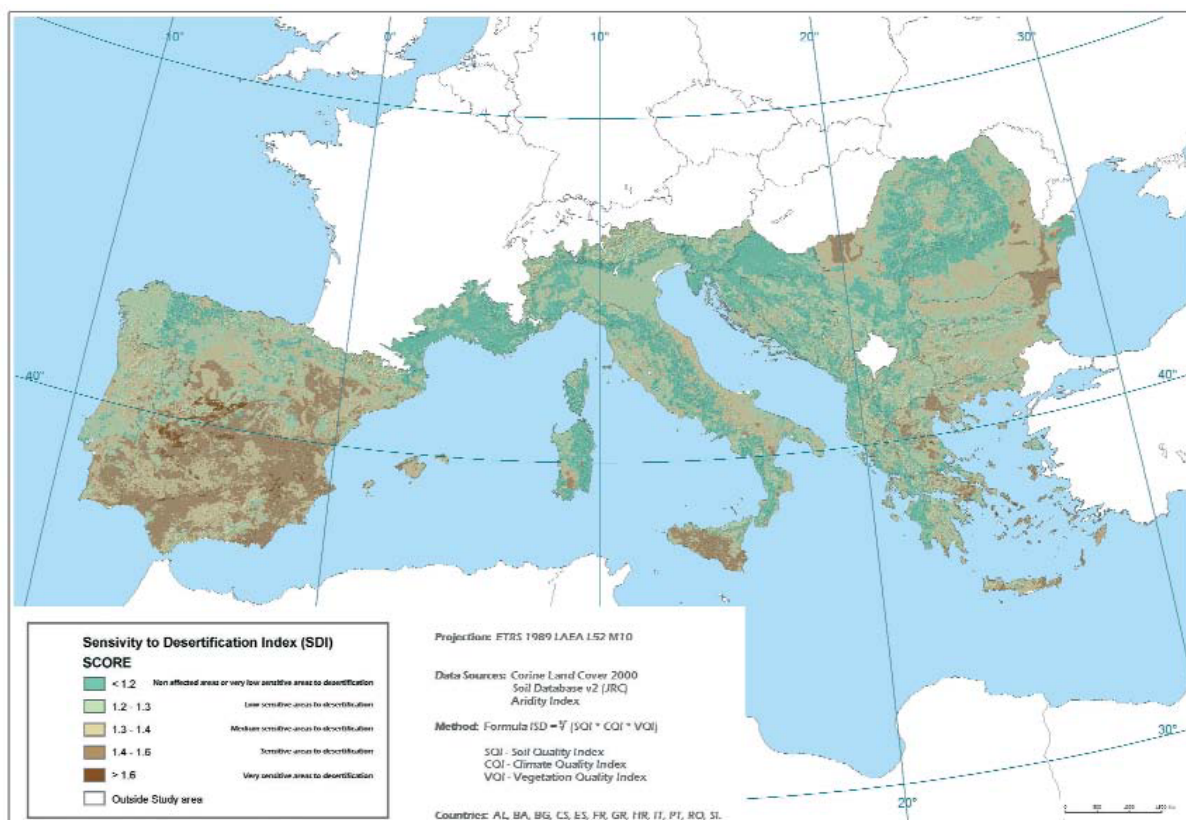 10°
0°
10°
20°
30°
40°
40°
30°
20°
Sensivity to Desertification Index (SDI)
SCORE
< 1.2 Non affected areas or very low sensitive areas to desertification
1.2 - 1.3 Low sensitive areas to desertification
1.3 - 1.4 Medium sensitive areas to desertification
1.4 - 1.6 Sensitive areas to desertification
> 1.6 Very sensitive areas to desertification
Outside Study area
Projection: ETRS 1989 LAEA L52 M10
Data Sources: Corine Land Cover 2000
Soil Database v2 (JRC)
Aridity Index
Method: Formula ISD = (SQI * CQI * VQI)
SQI - Soil Quality Index
CQI - Climate Quality Index
VQI - Vegetation Quality Index
Countries: AL, BA, BG, CS, ES, FR, GR, HR, IT, PT, RO, SI.